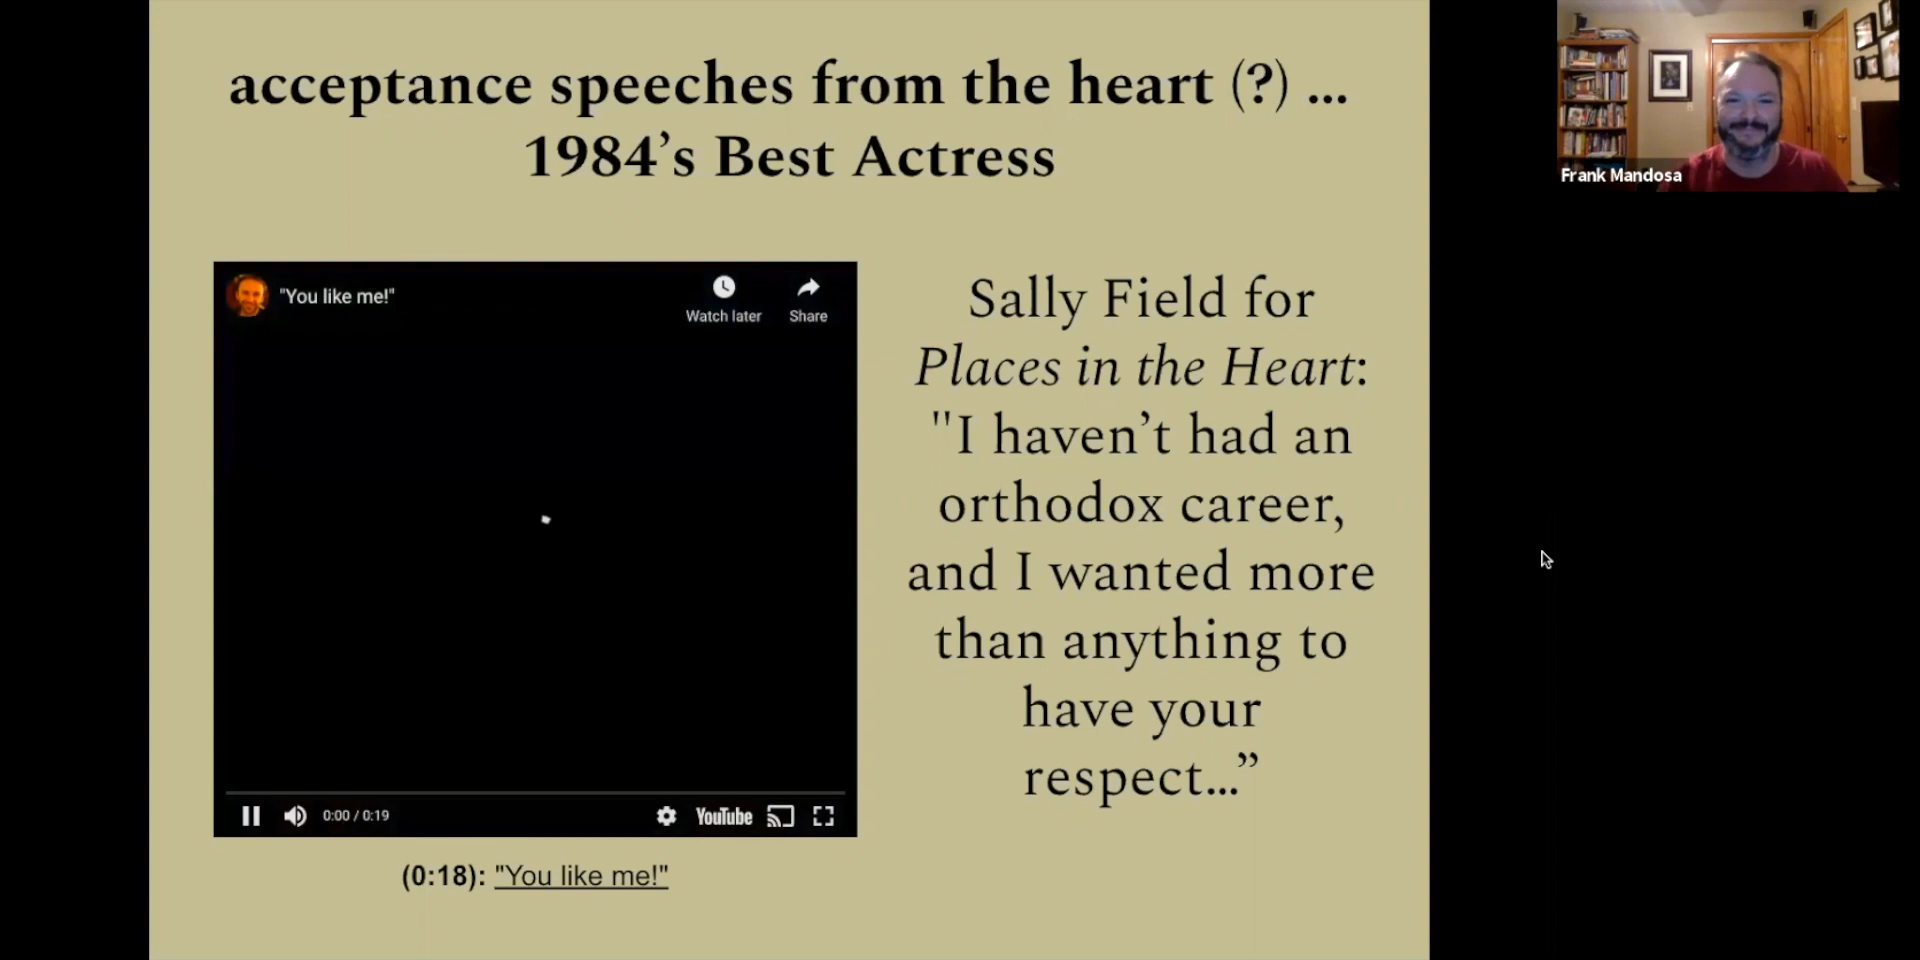 acceptance speeches from the heart (?) ...
1984’s Best Actress
Frank Mandosa
"You like me!"
Watch later
Share
Sally Field for
Places in the Heart:
"I haven’t had an
orthodox career,
and I wanted more
than anything to
have your
respect...”
0:00 / 0:19
YouTube
(0:18): "You like me!"